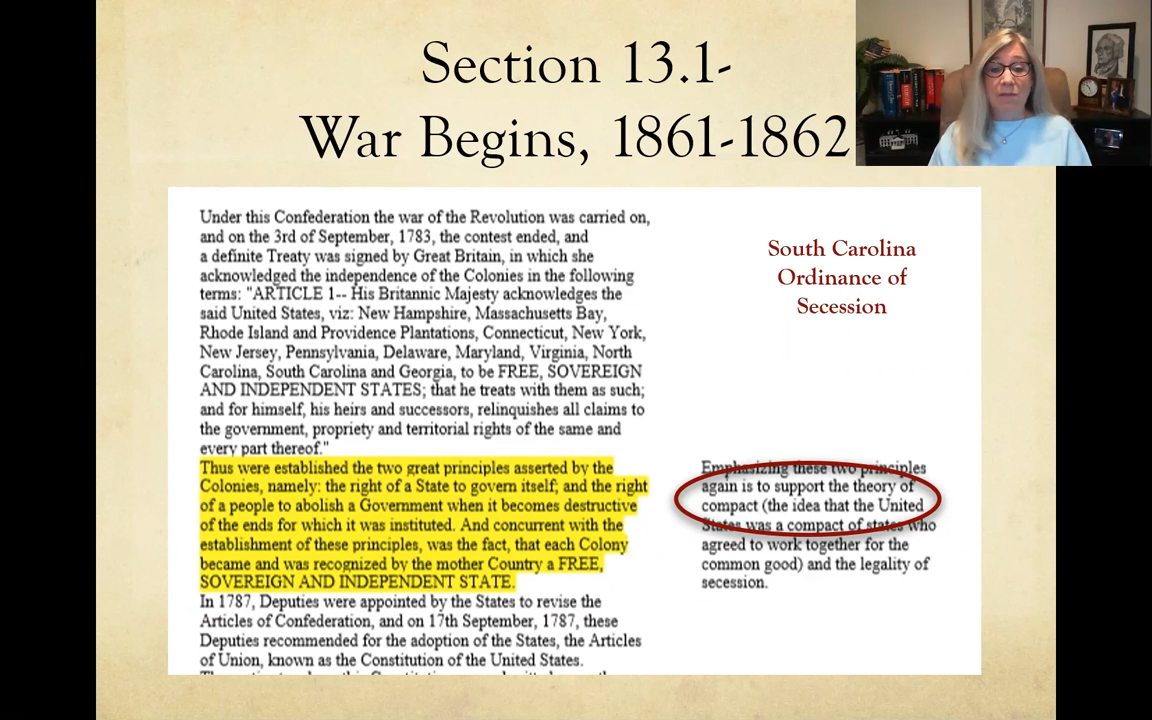 Section 13.1-
War Begins, 1861-1862
Under this Confederation the war of the Revolution was carried on,
and on the 3rd of September, 1783, the contest ended, and
a definite Treaty was signed by Great Britain, in which she
acknowledged the independence of the Colonies in the following
terms: "ARTICLE 1-- His Britannic Majesty acknowledges the
said United States, viz: New Hampshire, Massachusetts Bay,
Rhode Island and Providence Plantations, Connecticut, New York,
New Jersey, Pennsylvania, Delaware, Maryland, Virginia, North
Carolina, South Carolina and Georgia, to be FREE, SOVEREIGN
AND INDEPENDENT STATES; that he treats with them as such;
and for himself, his heirs and successors, relinquishes all claims to
the government, propriety and territorial rights of the same and
every part thereof."
Thus were established the two great principles asserted by the
Colonies, namely: the right of a State to govern itself; and the right
of a people to abolish a Government when it becomes destructive
of the ends for which it was instituted. And concurrent with the
establishment of these principles, was the fact, that each Colony
became and was recognized by the mother Country a FREE,
SOVEREIGN AND INDEPENDENT STATE.
In 1787, Deputies were appointed by the States to revise the
Articles of Confederation, and on 17th September, 1787, these
Deputies recommended for the adoption of the States, the Articles
of Union, known as the Constitution of the United States.
South Carolina
Ordinance of
Secession
Emphasizing these two principles
again is to support the theory of
compact (the idea that the United
States was a compact of states who
agreed to work together for the
common good) and the legality of
secession.